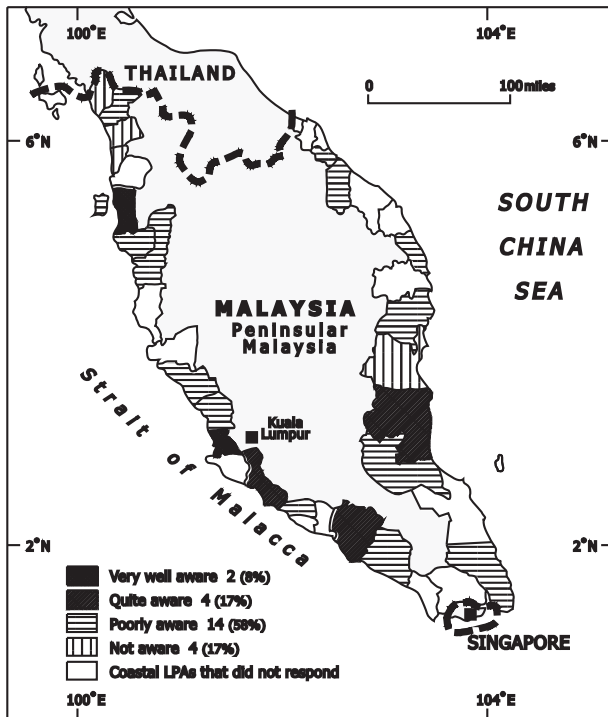 100°E
104°E
THAILAND
0
100 miles
6°N
6°N
SOUTH
CHINA
SEA
MALAYSIA
Peninsular
Malaysia
Strait of Malacca
Kuala
Lumpur
2°N
2°N
Very well aware 2 (8%)
Quite aware 4 (17%)
Poorly aware 14 (58%)
Not aware 4 (17%)
Coastal LPAs that did not respond
SINGAPORE
100°E
104°E